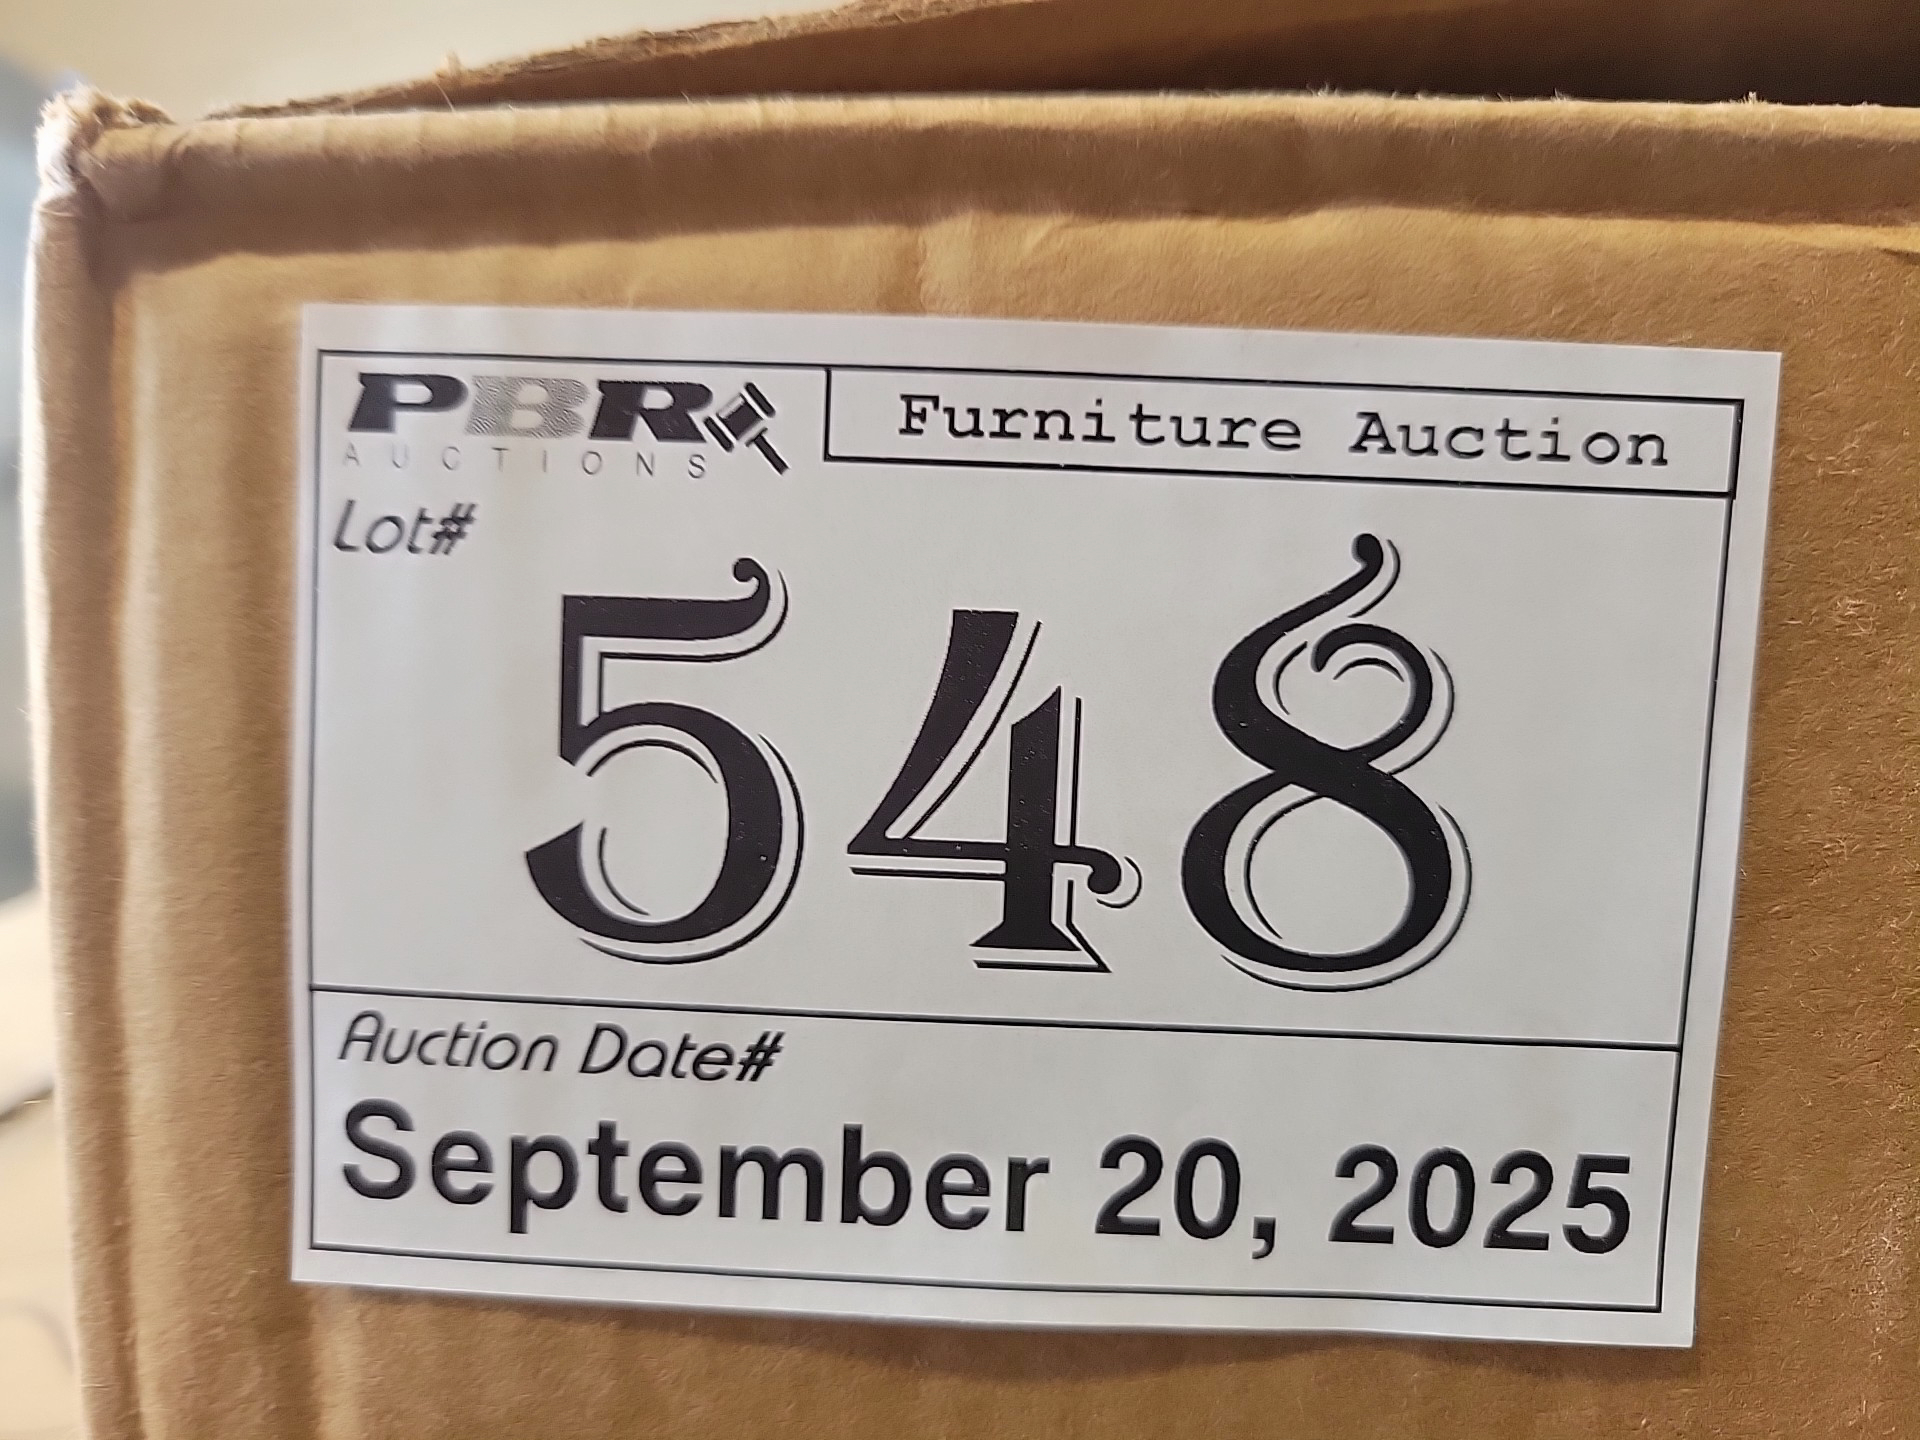 PBR
AUCTIONS
Furniture Auction
Lot#
548
Auction Date#
September 20, 2025